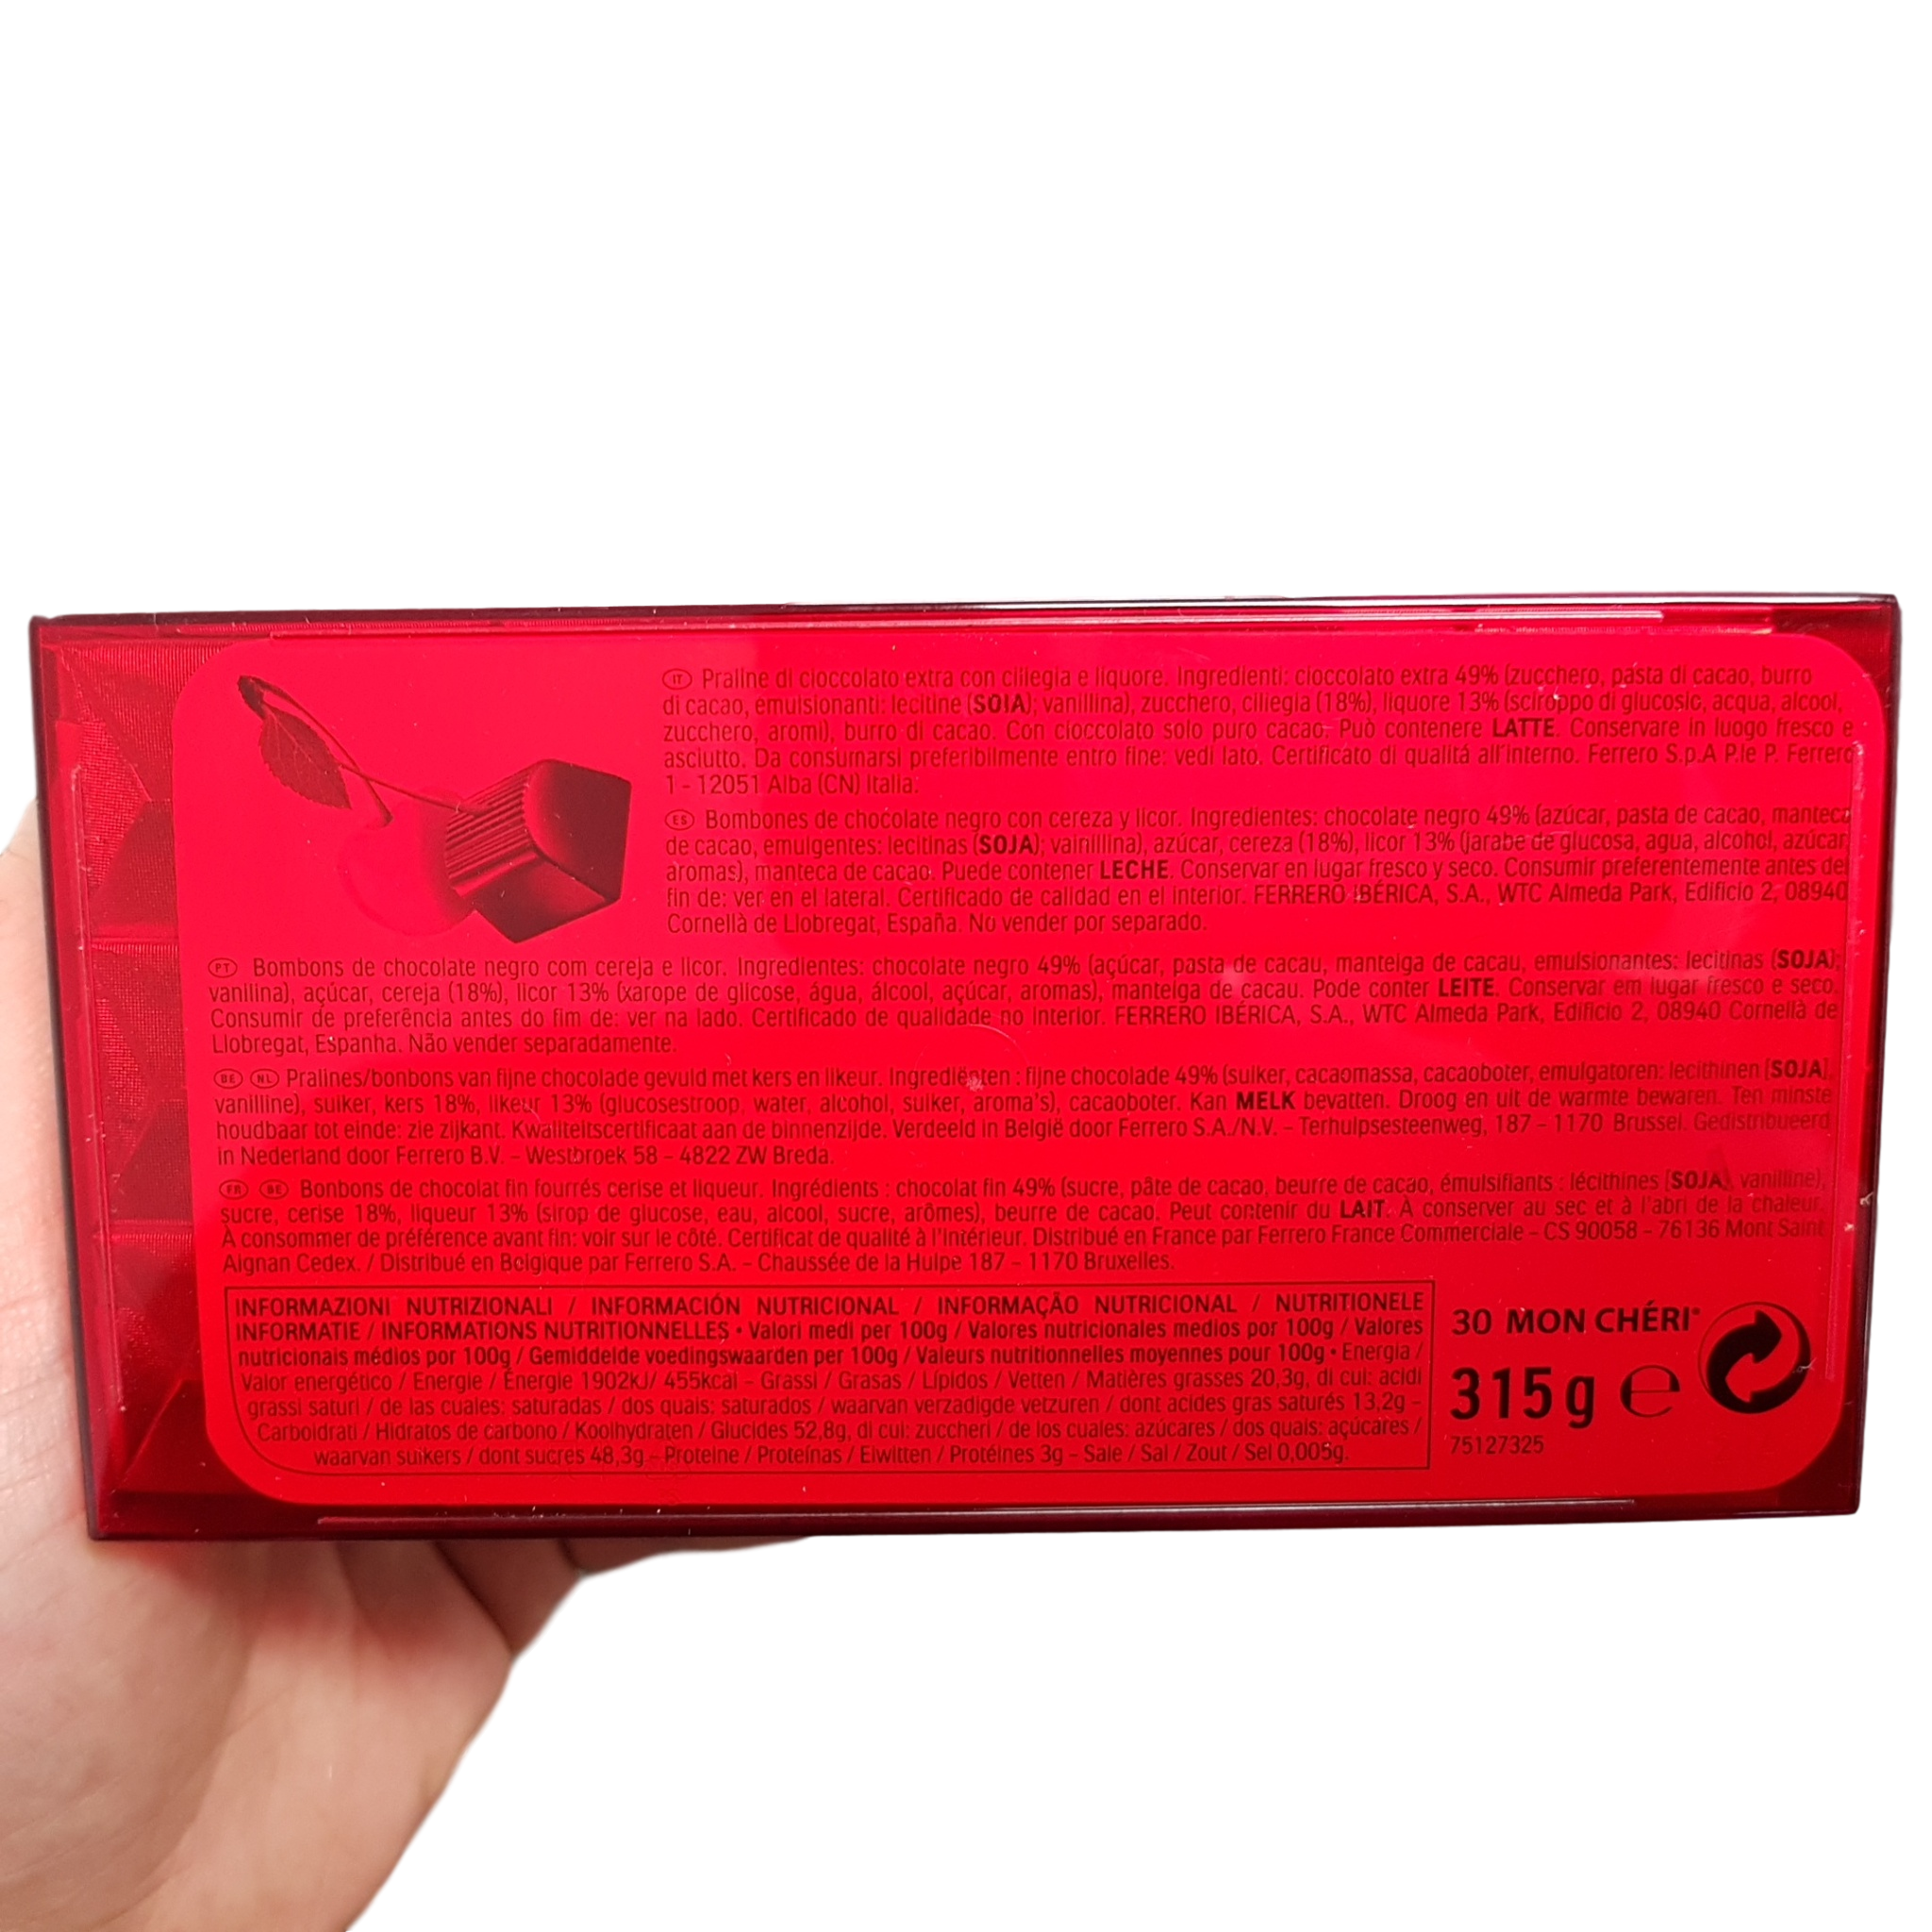 IT Praline di cioccolato extra con ciliegia e liquore. Ingredienti: cioccolato extra 49% (zucchero, pasta di cacao, burro
di cacao, emulsionanti: lecitine (SOIA); vanillina), zucchero, ciliegia (18%), liquore 13% (sciroppo di glucosio, acqua, alcool,
zucchero, aromi), burro di cacao. Con cioccolato solo puro cacao. Può contenere LATTE. Conservare in luogo fresco e
asciutto. Da consumarsi preferibilmente entro fine: vedi lato. Certificato di qualitá all'interno. Ferrero S.p.A P.le P. Ferrero
1 - 12051 Alba (CN) Italia.
ES Bombones de chocolate negro con cereza y licor. Ingredientes: chocolate negro 49% (azúcar, pasta de cacao, manteca
de cacao, emulgentes: lecitinas (SOJA); vainillina), azúcar, cereza (18%), licor 13% (jarabe de glucosa, agua, alcohol, azúcar,
aromas), manteca de cacao. Puede contener LECHE. Conservar en lugar fresco y seco. Consumir preferentemente antes del
fin de: ver en el lateral. Certificado de calidad en el interior. FERRERO IBÉRICA, S.A., WTC Almeda Park, Edificio 2, 08940
Cornellà de Llobregat, España. No vender por separado.
PT Bombons de chocolate negro com cereja e licor. Ingredientes: chocolate negro 49% (açúcar, pasta de cacau, manteiga de cacau, emulsionantes: lecitinas (SOJA);
vanilina), açúcar, cereja (18%), licor 13% (xarope de glicose, água, álcool, açúcar, aromas), manteiga de cacau. Pode conter LEITE. Conservar em lugar fresco e seco.
Consumir de preferência antes do fim de: ver na lado. Certificado de qualidade no interior. FERRERO IBÉRICA, S.A., WTC Almeda Park, Edifício 2, 08940 Cornellà de
Llobregat, Espanha. Não vender separadamente.
BE NL Pralines/bonbons van fijne chocolade gevuld met kers en likeur. Ingrediënten : fijne chocolade 49% (suiker, cacaomassa, cacaoboter, emulgatoren: lecithinen [SOJA],
vanilline), suiker, kers 18%, likeur 13% (glucosestroop, water, alcohol, suiker, aroma's), cacaoboter. Kan MELK bevatten. Droog en uit de warmte bewaren. Ten minste
houdbaar tot einde: zie zijkant. Kwaliteitscertificaat aan de binnenzijde. Verdeeld in België door Ferrero S.A./N.V. – Terhulpsesteenweg, 187 – 1170 Brussel. Gedistribueerd
in Nederland door Ferrero B.V. – Westbroek 58 – 4822 ZW Breda.
FR BE Bonbons de chocolat fin fourrés cerise et liqueur. Ingrédients : chocolat fin 49% (sucre, pâte de cacao, beurre de cacao, émulsifiants : lécithines [SOJA], vanilline),
sucre, cerise 18%, liqueur 13% (sirop de glucose, eau, alcool, sucre, arômes), beurre de cacao. Peut contenir du LAIT. À conserver au sec et à l'abri de la chaleur.
À consommer de préférence avant fin: voir sur le côté. Certificat de qualité à l'intérieur. Distribué en France par Ferrero France Commerciale – CS 90058 – 76136 Mont Saint
Aignan Cedex. / Distribué en Belgique par Ferrero S.A. – Chaussée de la Hulpe 187 – 1170 Bruxelles.
INFORMAZIONI NUTRIZIONALI / INFORMACIÓN NUTRICIONAL / INFORMAÇÃO NUTRICIONAL / NUTRITIONELE
INFORMATIE / INFORMATIONS NUTRITIONNELLES • Valori medi per 100g / Valores nutricionales medios por 100g / Valores
nutricionais médios por 100g / Gemiddelde voedingswaarden per 100g / Valeurs nutritionnelles moyennes pour 100g • Energia /
Valor energético / Energie / Énergie 1902kJ/ 455kcal – Grassi / Grasas / Lípidos / Vetten / Matières grasses 20,3g, di cui: acidi
grassi saturi / de las cuales: saturadas / dos quais: saturados / waarvan verzadigde vetzuren / dont acides gras saturés 13,2g –
Carboidrati / Hidratos de carbono / Koolhydraten / Glucides 52,8g, di cui: zuccheri / de los cuales: azúcares / dos quais: açúcares /
waarvan suikers / dont sucres 48,3g – Proteine / Proteínas / Eiwitten / Protéines 3g – Sale / Sal / Zout / Sel 0,005g.
30 MON CHÉRI®
315g ℮
75127325